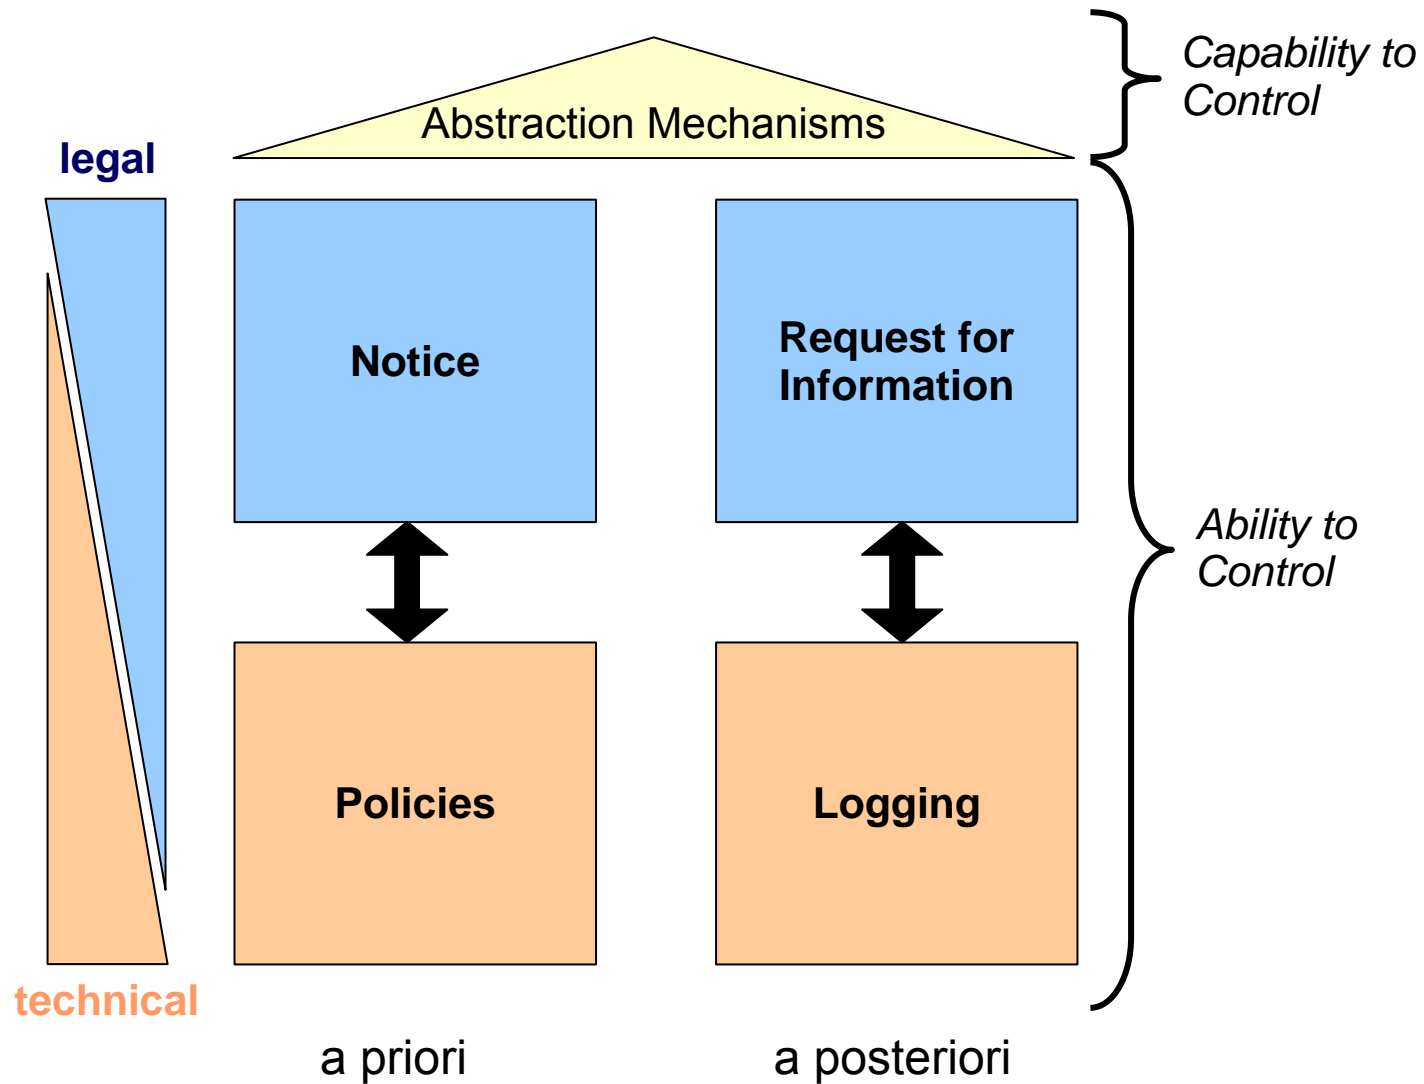 Capability to
Control
Abstraction Mechanisms
legal
Notice
Request for
Information
Ability to
Control
Policies
Logging
technical
a priori
a posteriori